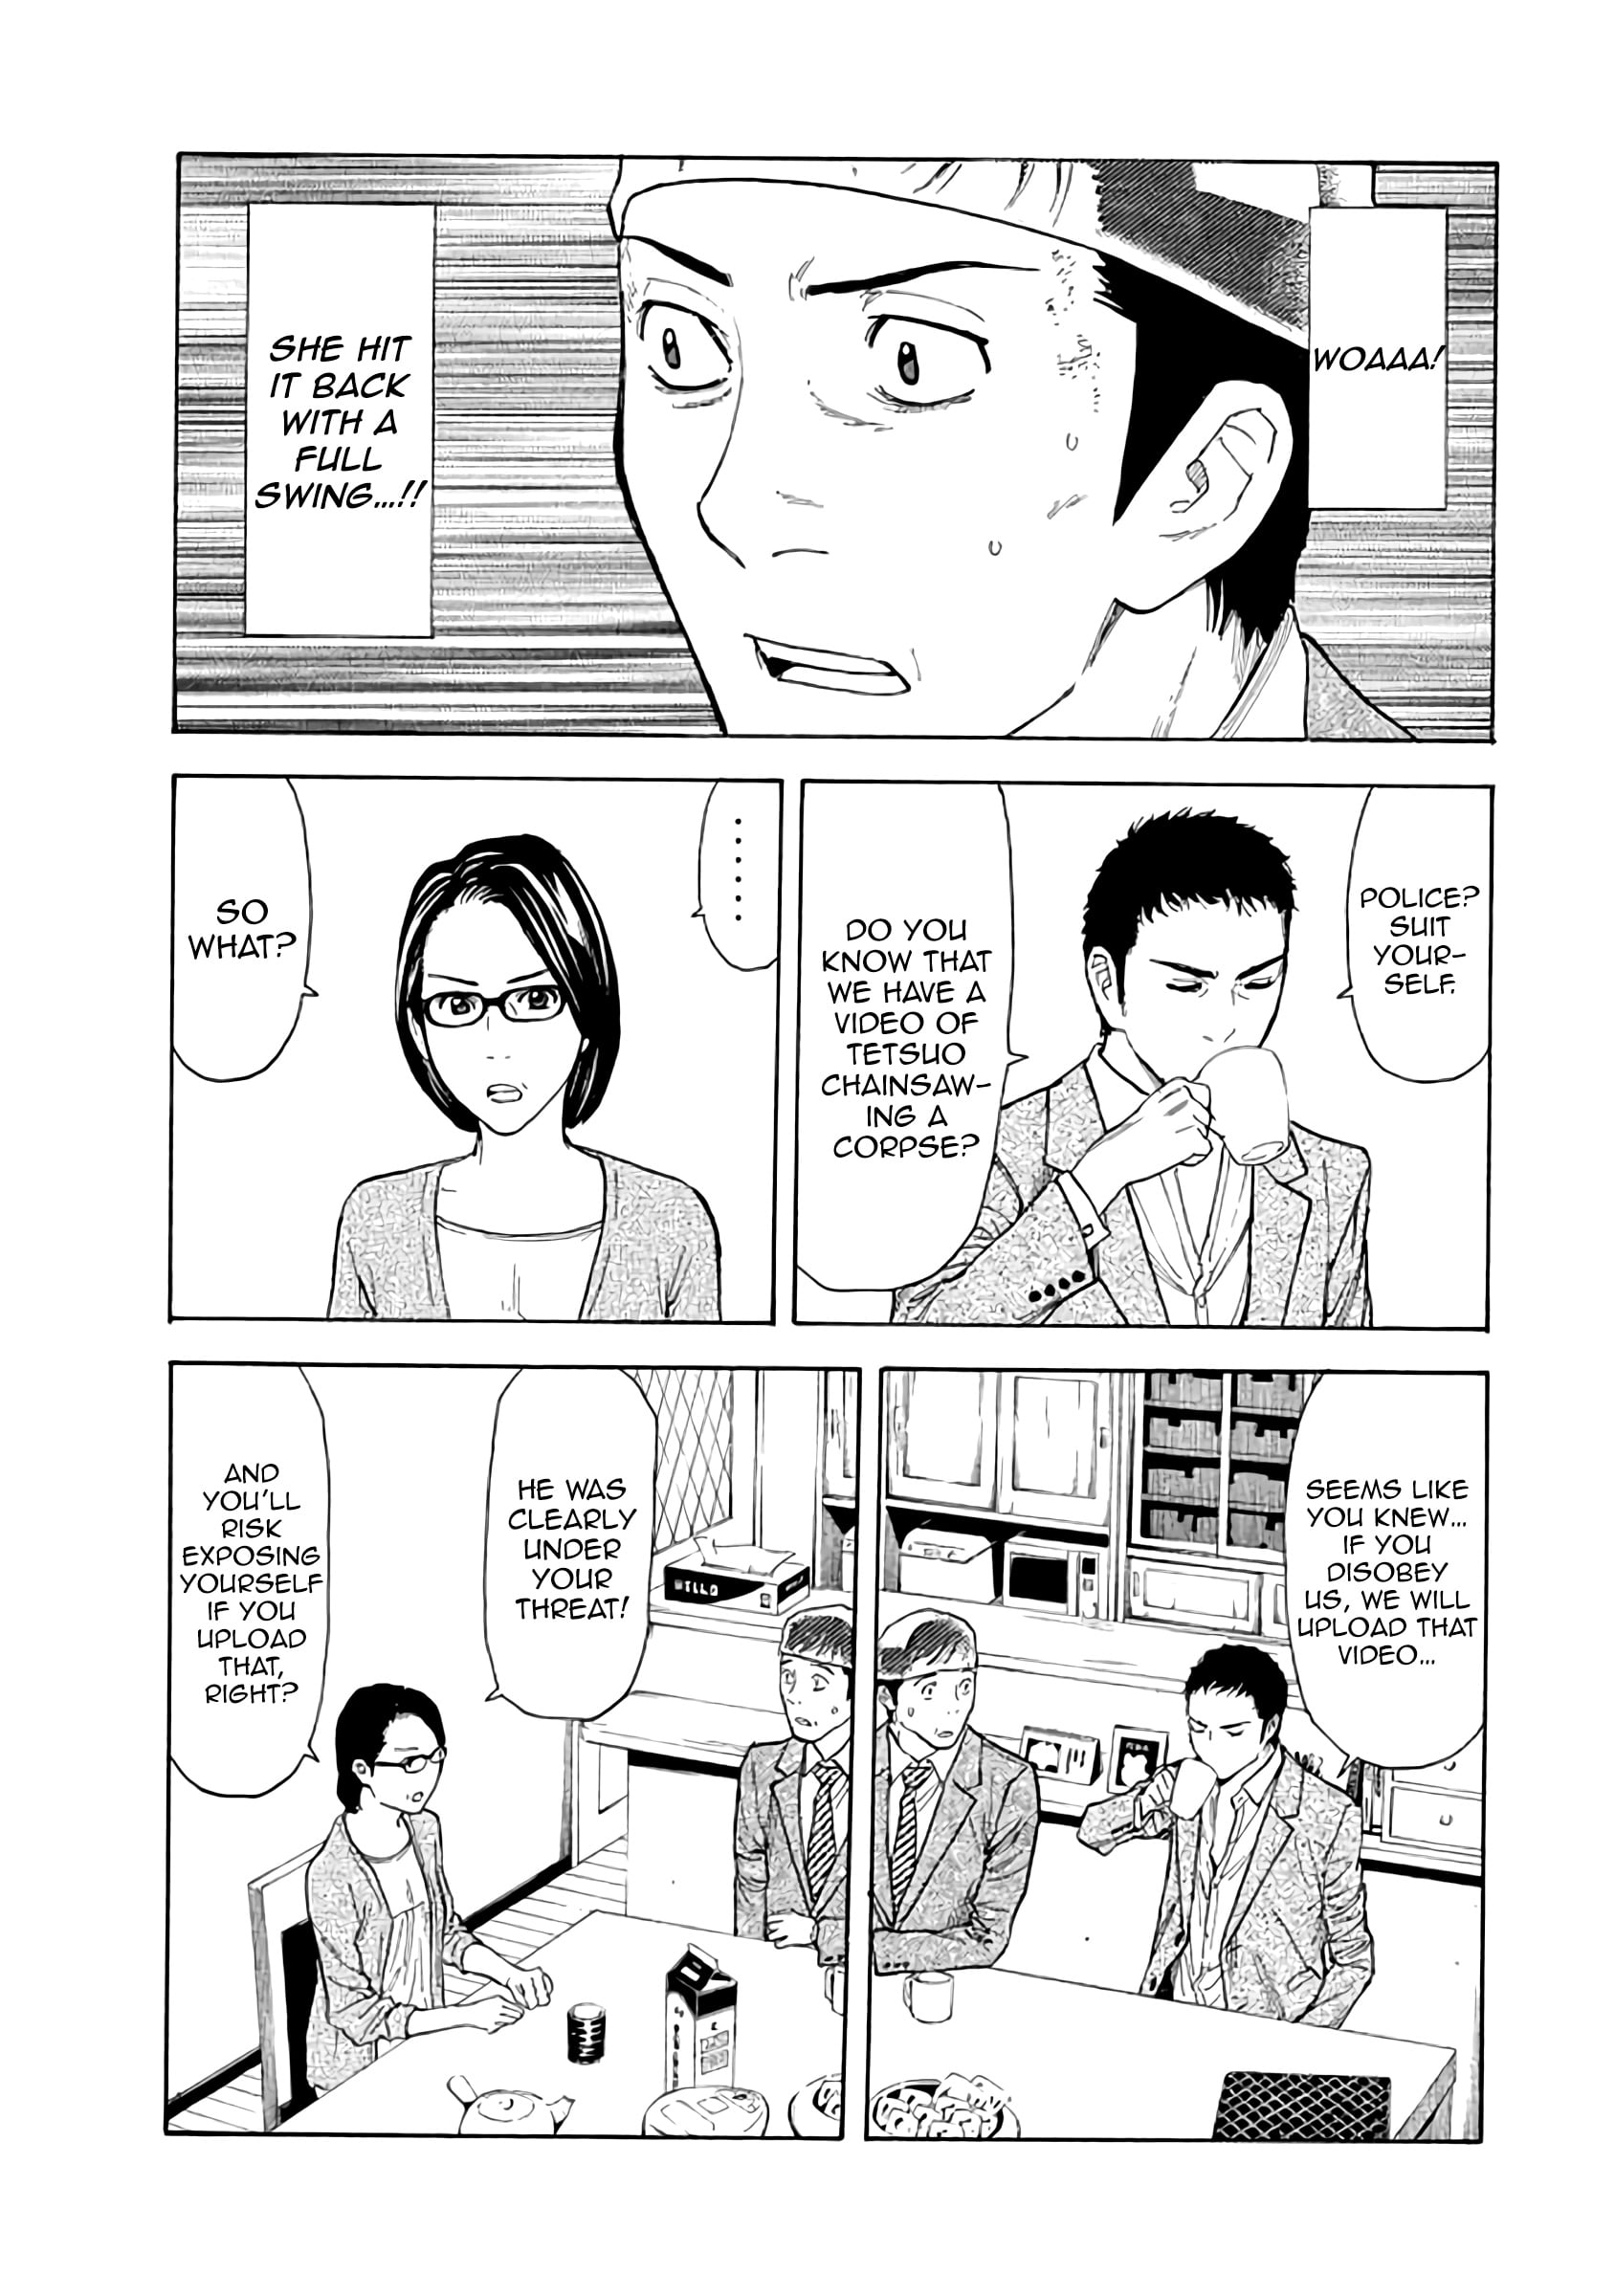 WOAAA!
SHE HIT
IT BACK
WITH A
FULL
SWING...!!
POLICE?
SUIT
YOUR-
SELF.
DO YOU
KNOW THAT
WE HAVE A
VIDEO OF
TETSUO
CHAINSAW-
ING A
CORPSE?
......
SO
WHAT?
SEEMS LIKE
YOU KNEW...
IF YOU
DISOBEY
US, WE WILL
UPLOAD THAT
VIDEO...
HE WAS
CLEARLY
UNDER
YOUR
THREAT!
AND
YOU'LL
RISK
EXPOSING
YOURSELF
IF YOU
UPLOAD
THAT,
RIGHT?